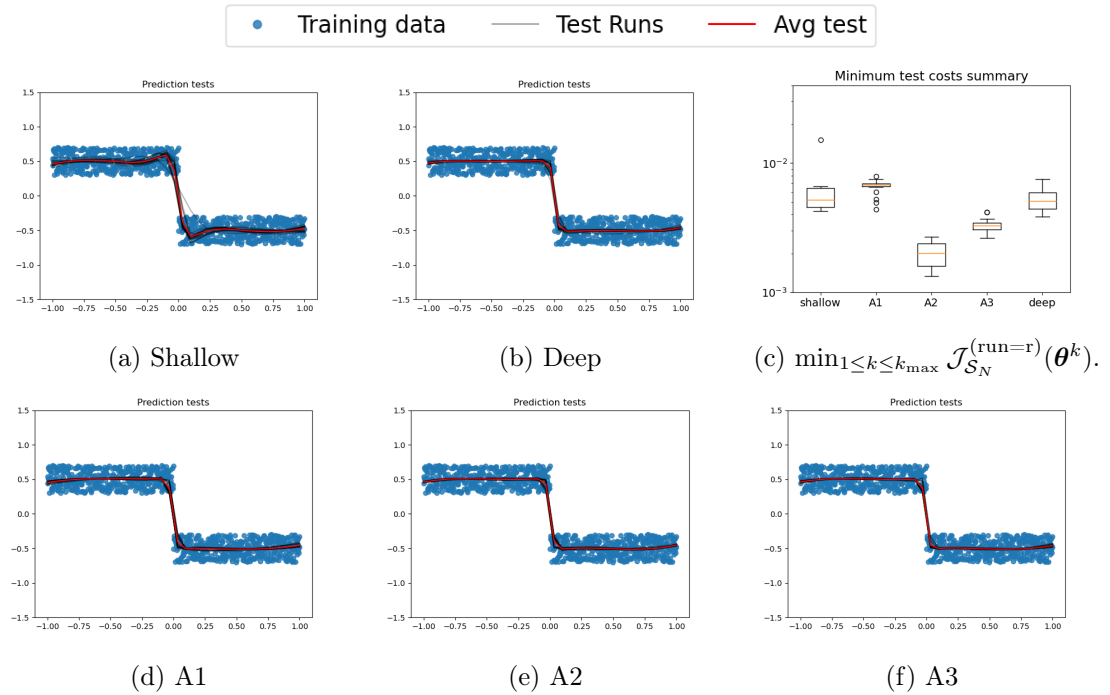 Training data Test Runs Avg test
Prediction tests
1.5
1.0
0.5
0.0
−0.5
−1.0
−1.5
−1.00 −0.75 −0.50 −0.25 0.00 0.25 0.50 0.75 1.00
(a) Shallow
Prediction tests
1.5
1.0
0.5
0.0
−0.5
−1.0
−1.5
−1.00 −0.75 −0.50 −0.25 0.00 0.25 0.50 0.75 1.00
(b) Deep
Minimum test costs summary
10⁻²
10⁻³
shallow A1 A2 A3 deep
(c) min_{1≤k≤k_max} 𝒥_{𝒮_N}^{(run=r)}(𝜽^k).
Prediction tests
1.5
1.0
0.5
0.0
−0.5
−1.0
−1.5
−1.00 −0.75 −0.50 −0.25 0.00 0.25 0.50 0.75 1.00
(d) A1
Prediction tests
1.5
1.0
0.5
0.0
−0.5
−1.0
−1.5
−1.00 −0.75 −0.50 −0.25 0.00 0.25 0.50 0.75 1.00
(e) A2
Prediction tests
1.5
1.0
0.5
0.0
−0.5
−1.0
−1.5
−1.00 −0.75 −0.50 −0.25 0.00 0.25 0.50 0.75 1.00
(f) A3